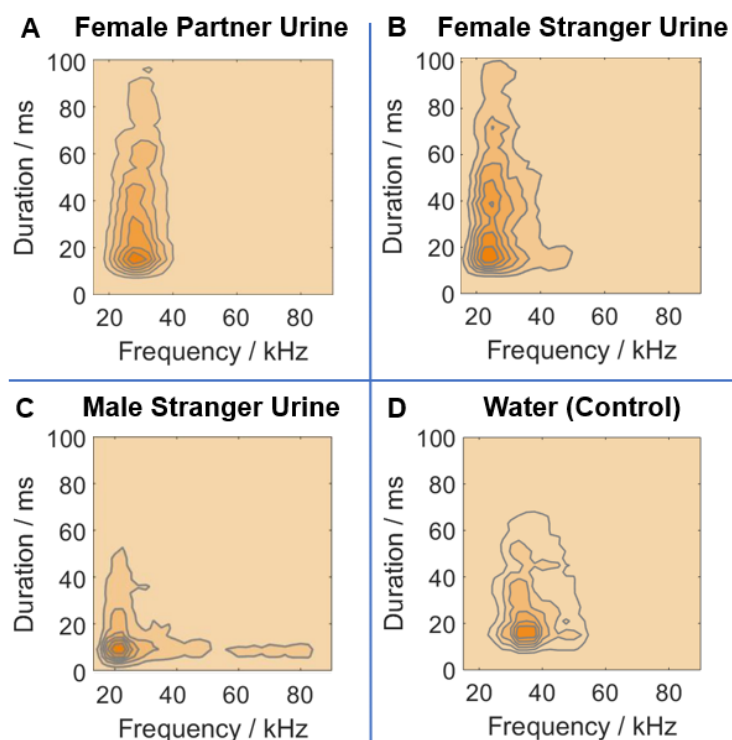 A Female Partner Urine
100
80
60
40
20
0
Duration / ms
20 40 60 80
Frequency / kHz
B Female Stranger Urine
100
80
60
40
20
0
Duration / ms
20 40 60 80
Frequency / kHz
C Male Stranger Urine
100
80
60
40
20
0
Duration / ms
20 40 60 80
Frequency / kHz
D Water (Control)
100
80
60
40
20
0
Duration / ms
20 40 60 80
Frequency / kHz